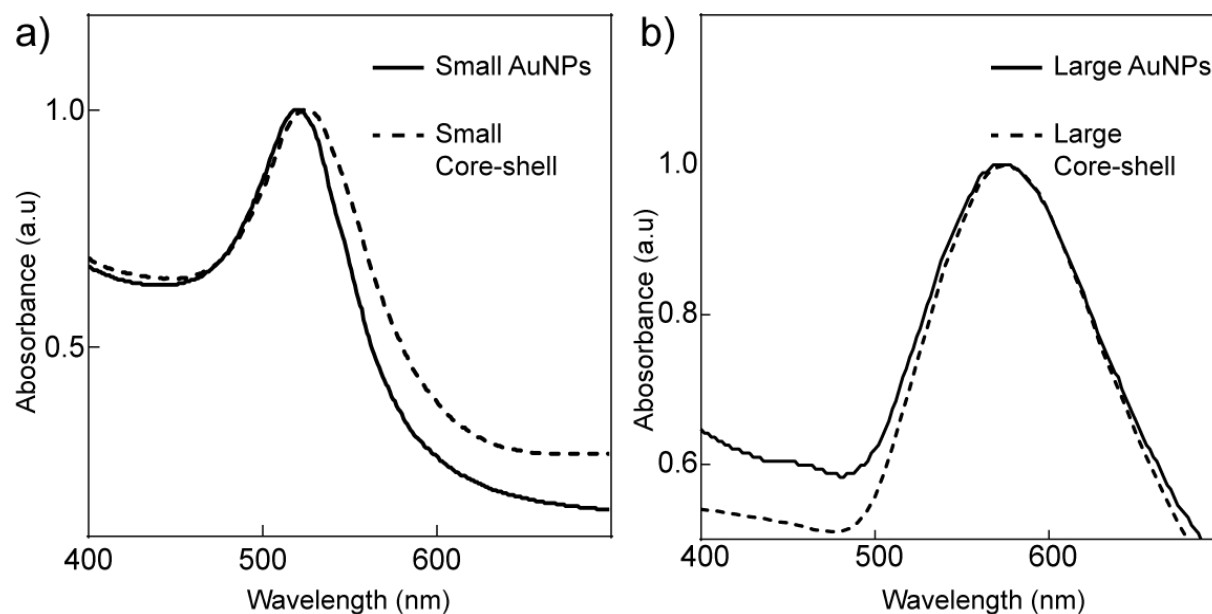 a)
Small AuNPs
Small
Core-shell
1.0
0.5
Abosorbance (a.u)
400
500
600
Wavelength (nm)
b)
Large AuNPs
Large
Core-shell
1.0
0.8
0.6
Abosorbance (a.u)
400
500
600
Wavelength (nm)